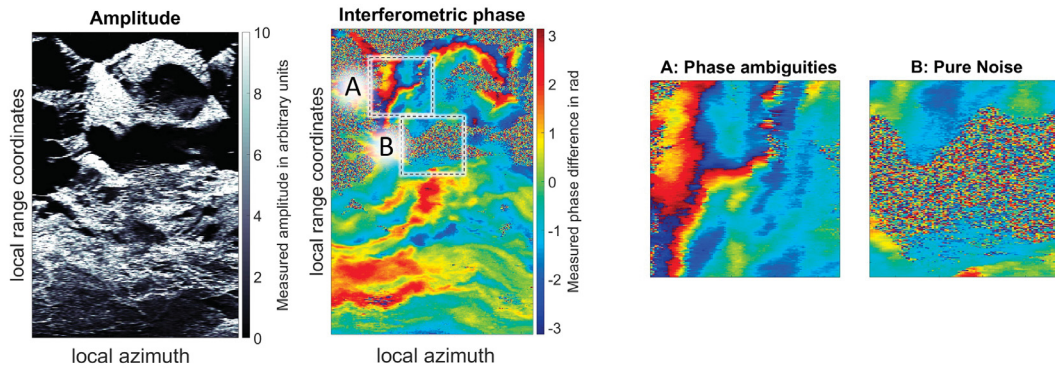 Amplitude
local range coordinates
local azimuth
10
8
6
4
2
0
Measured amplitude in arbitrary units
Interferometric phase
local range coordinates
A
B
local azimuth
3
2
1
0
-1
-2
-3
Measured phase difference in rad
A: Phase ambiguities
B: Pure Noise